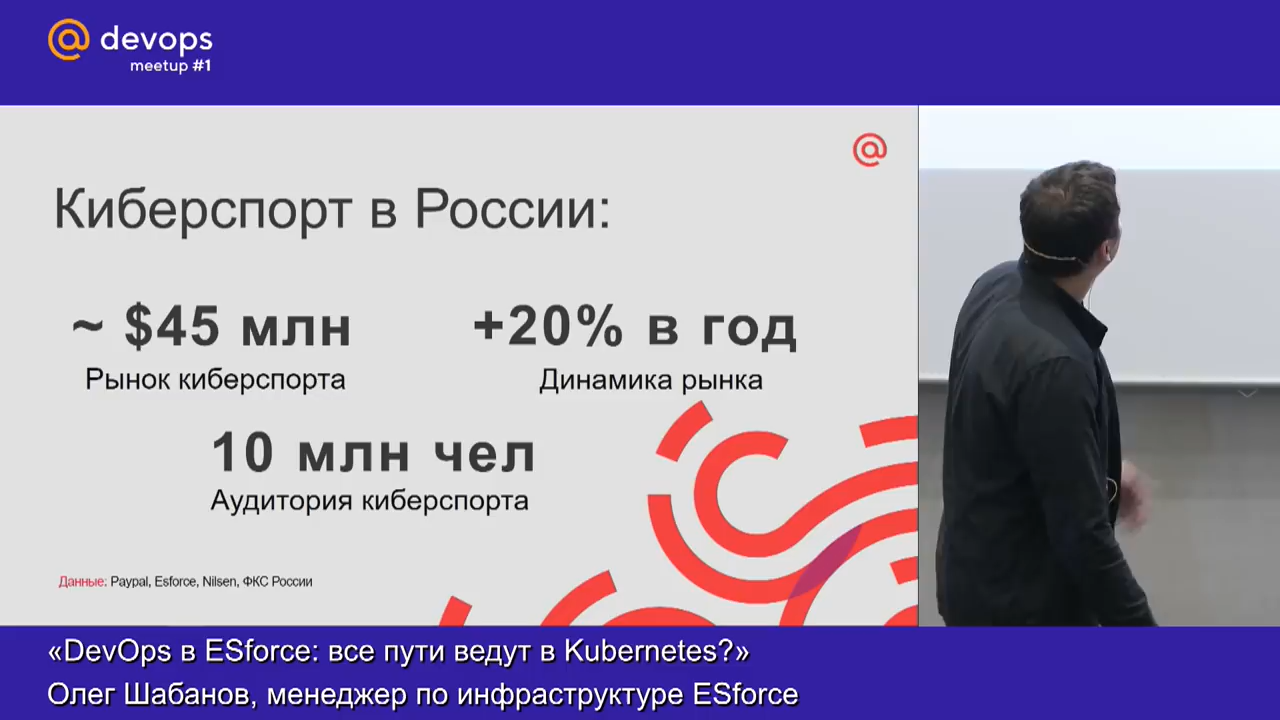 @ devops
meetup #1
@
Киберспорт в России:
~ $45 млн
Рынок киберспорта
+20% в год
Динамика рынка
10 млн чел
Аудитория киберспорта
Данные: Paypal, Esforce, Nilsen, ФКС России
«DevOps в ESforce: все пути ведут в Kubernetes?»
Олег Шабанов, менеджер по инфраструктуре ESforce